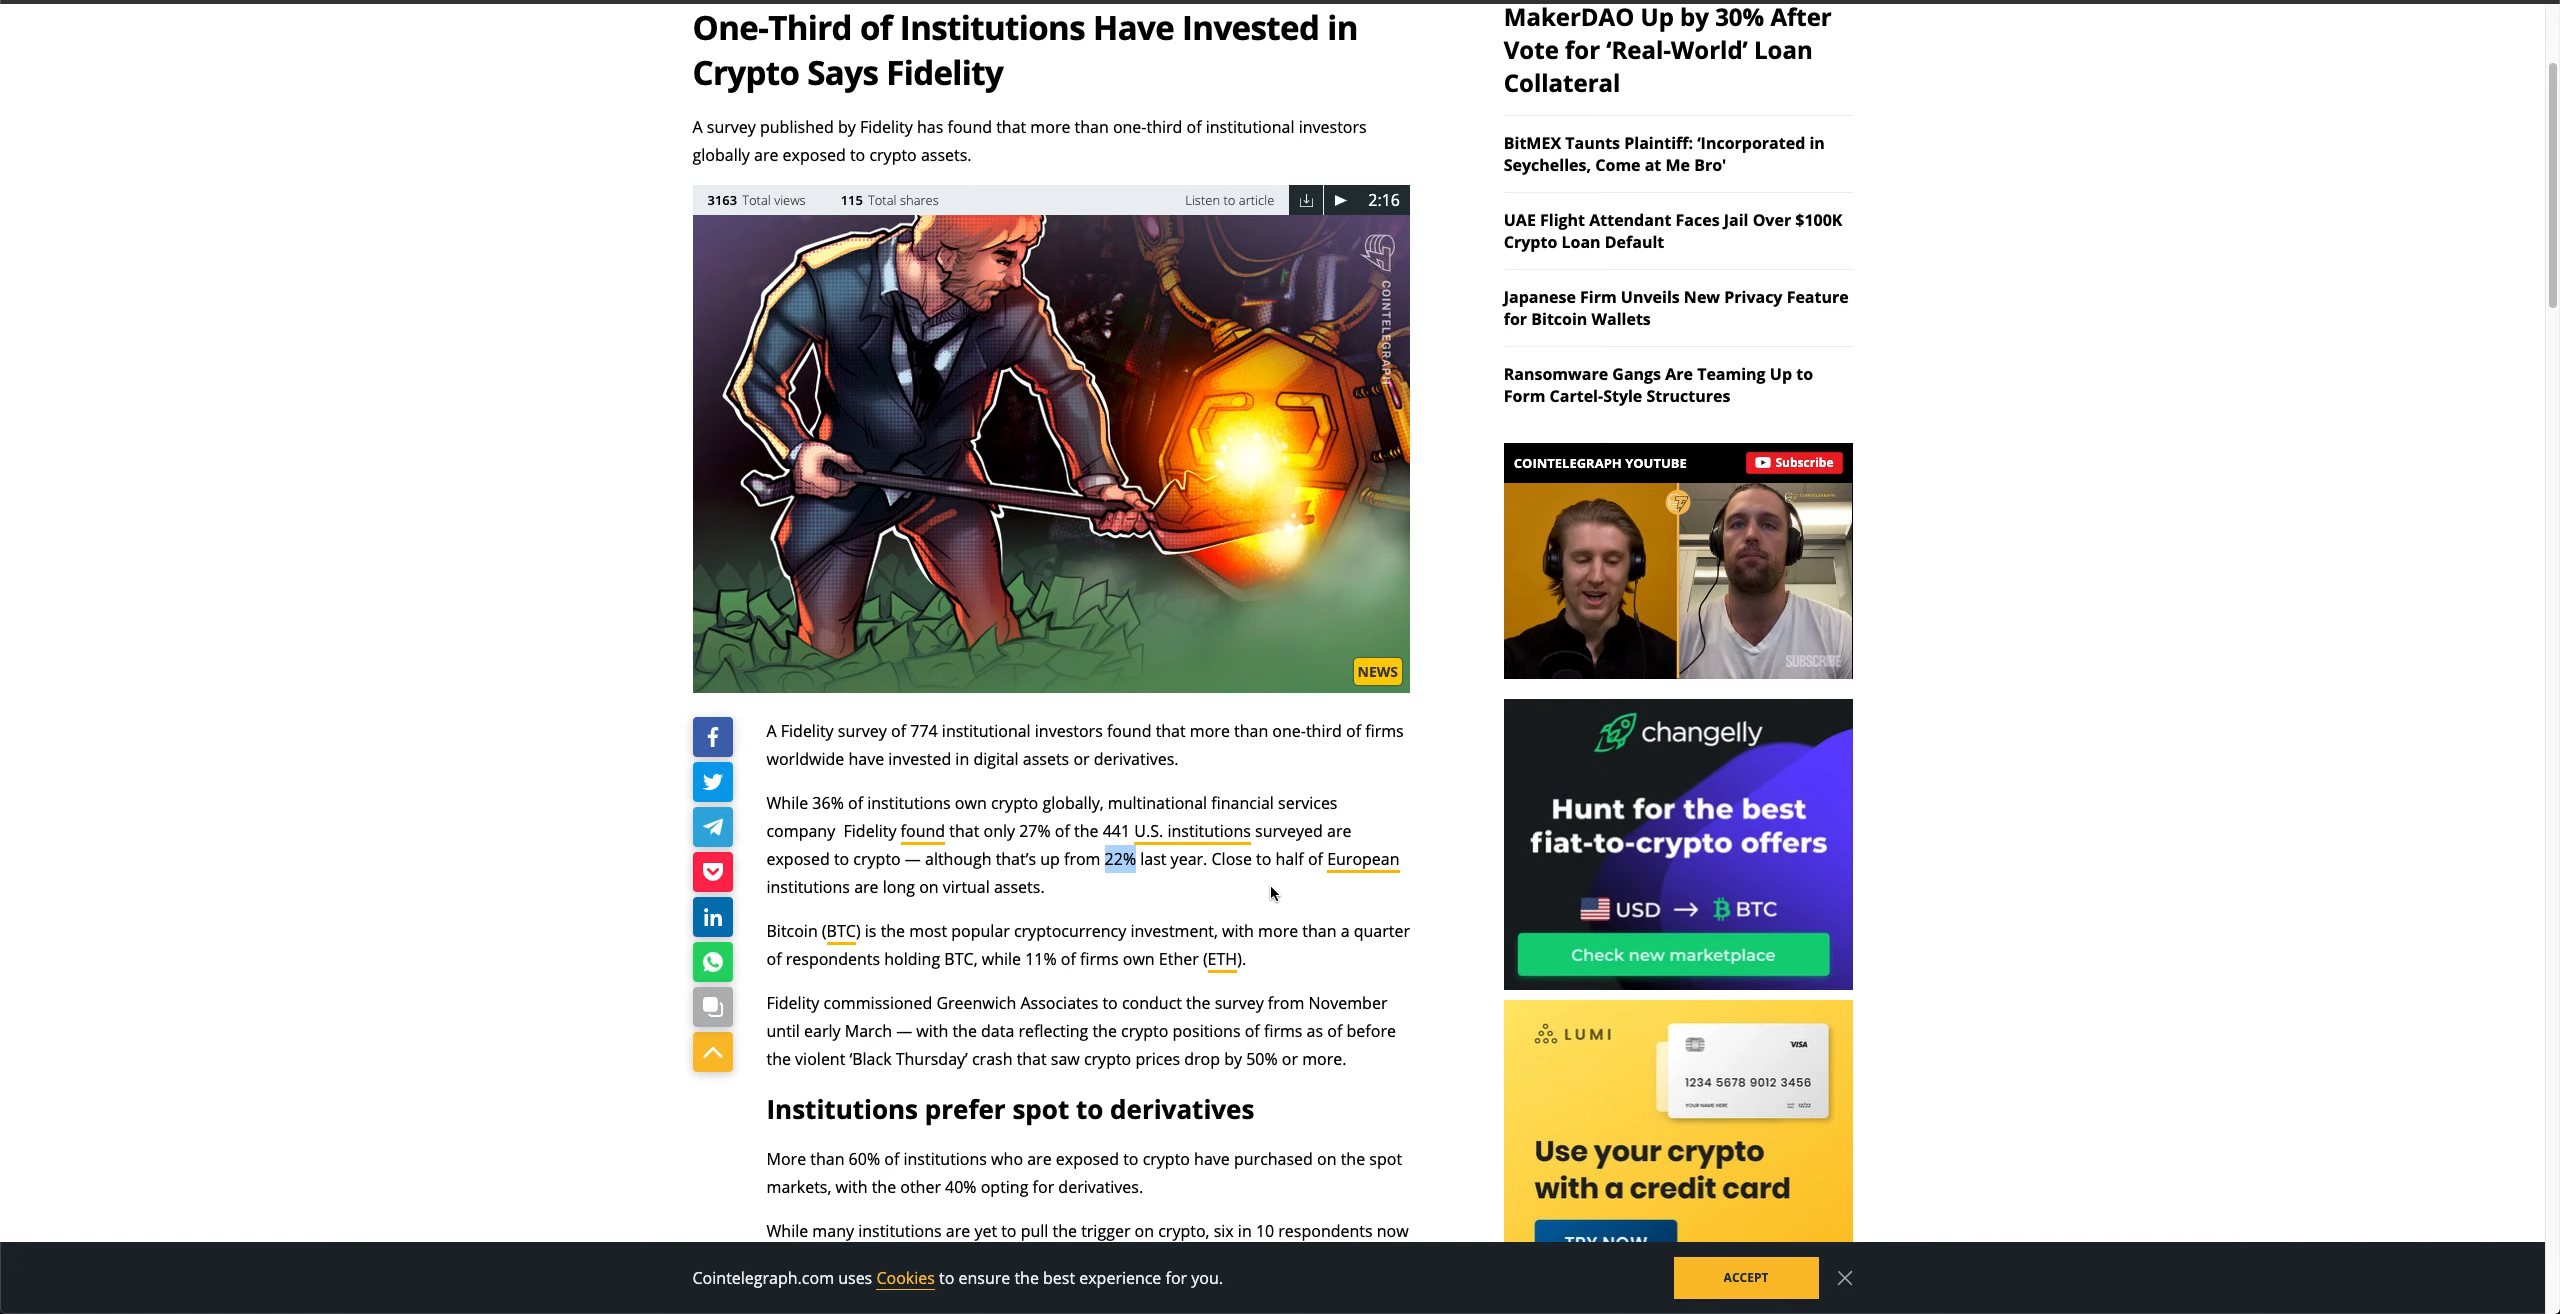 One-Third of Institutions Have Invested in
Crypto Says Fidelity
A survey published by Fidelity has found that more than one-third of institutional investors
globally are exposed to crypto assets.
3163 Total views 115 Total shares Listen to article 2:16
COINTELEGRAPH
NEWS
A Fidelity survey of 774 institutional investors found that more than one-third of firms
worldwide have invested in digital assets or derivatives.
While 36% of institutions own crypto globally, multinational financial services
company Fidelity found that only 27% of the 441 U.S. institutions surveyed are
exposed to crypto — although that’s up from 22% last year. Close to half of European
institutions are long on virtual assets.
Bitcoin (BTC) is the most popular cryptocurrency investment, with more than a quarter
of respondents holding BTC, while 11% of firms own Ether (ETH).
Fidelity commissioned Greenwich Associates to conduct the survey from November
until early March — with the data reflecting the crypto positions of firms as of before
the violent ‘Black Thursday’ crash that saw crypto prices drop by 50% or more.
Institutions prefer spot to derivatives
More than 60% of institutions who are exposed to crypto have purchased on the spot
markets, with the other 40% opting for derivatives.
While many institutions are yet to pull the trigger on crypto, six in 10 respondents now
MakerDAO Up by 30% After
Vote for ‘Real-World’ Loan
Collateral
BitMEX Taunts Plaintiff: ‘Incorporated in
Seychelles, Come at Me Bro'
UAE Flight Attendant Faces Jail Over $100K
Crypto Loan Default
Japanese Firm Unveils New Privacy Feature
for Bitcoin Wallets
Ransomware Gangs Are Teaming Up to
Form Cartel-Style Structures
COINTELEGRAPH YOUTUBE Subscribe
COINTELEGRAPH
SUBSCRIBE
changelly
Hunt for the best
fiat-to-crypto offers
USD → BTC
Check new marketplace
LUMI
VISA
1234 5678 9012 3456
YOUR NAME HERE 12/22
Use your crypto
with a credit card
TRY NOW
Cointelegraph.com uses Cookies to ensure the best experience for you.
ACCEPT